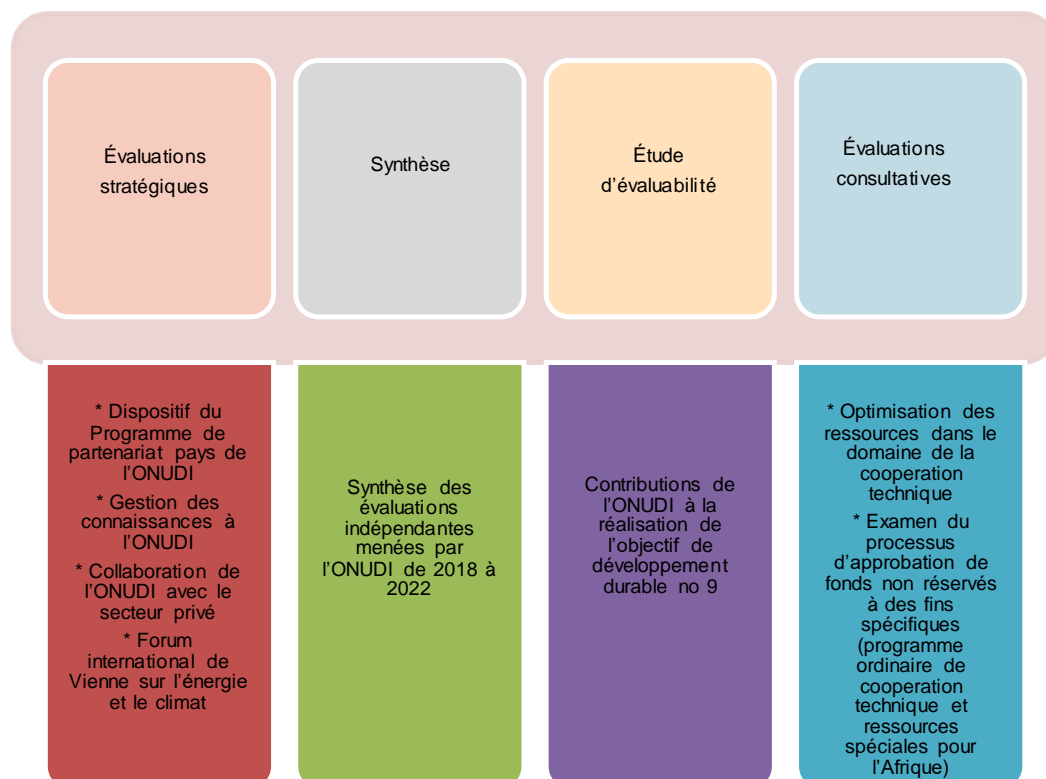 Évaluations
stratégiques
Synthèse
Étude
d'évaluabilité
Évaluations
consultatives
* Dispositif du
Programme de
partenariat pays de
l'ONUDI
* Gestion des
connaissances à
l'ONUDI
* Collaboration de
l'ONUDI avec le
secteur privé
* Forum
international de
Vienne sur l'énergie
et le climat
Synthèse des
évaluations
indépendantes
menées par
l'ONUDI de 2018 à
2022
Contributions de
l'ONUDI à la
réalisation de
l'objectif de
développement
durable no 9
* Optimisation des
ressources dans le
domaine de la
cooperation
technique
* Examen du
processus
d'approbation de
fonds non réservés
à des fins
spécifiques
(programme
ordinaire de
cooperation
technique et
ressources
spéciales pour
l'Afrique)